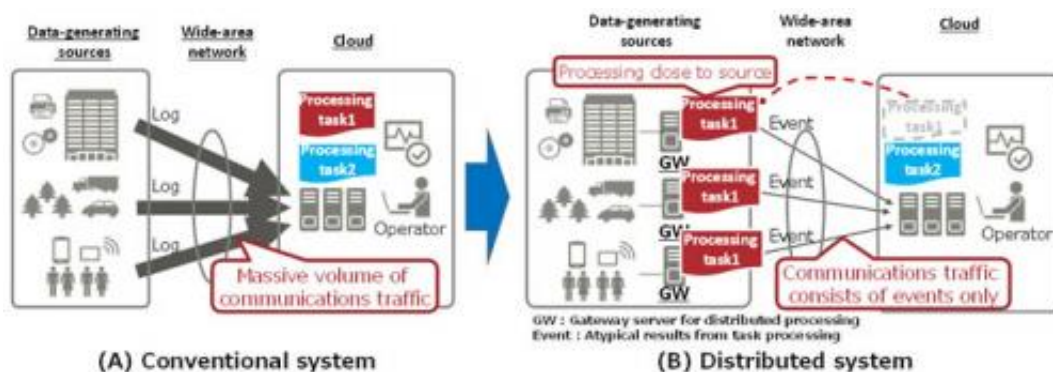 Data-generating
sources
Wide-area
network
Cloud
Log
Log
Log
Processing
task1
Processing
task2
Operator
Massive volume of
communications traffic
(A) Conventional system
Data-generating
sources
Wide-area
network
Cloud
Processing close to source
Processing
task1
GW
Processing
task1
GW
Processing
task1
GW
Event
Event
Event
Processing
task1
Processing
task2
Operator
Communications traffic
consists of events only
GW : Gateway server for distributed processing
Event : Atypical results from task processing
(B) Distributed system